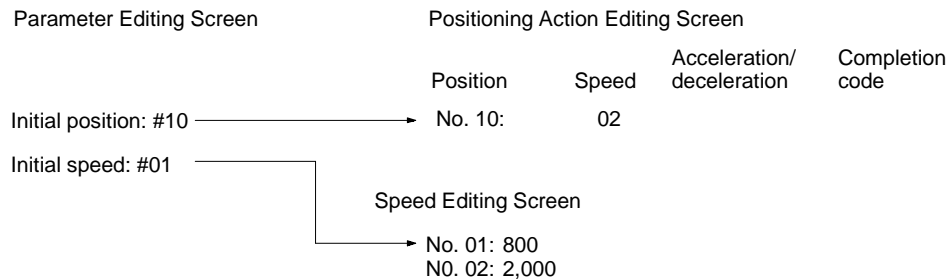 Parameter Editing Screen
Positioning Action Editing Screen
Position Speed Acceleration/ deceleration Completion code
Initial position: #10
No. 10: 02
Initial speed: #01
Speed Editing Screen
No. 01: 800
N0. 02: 2,000